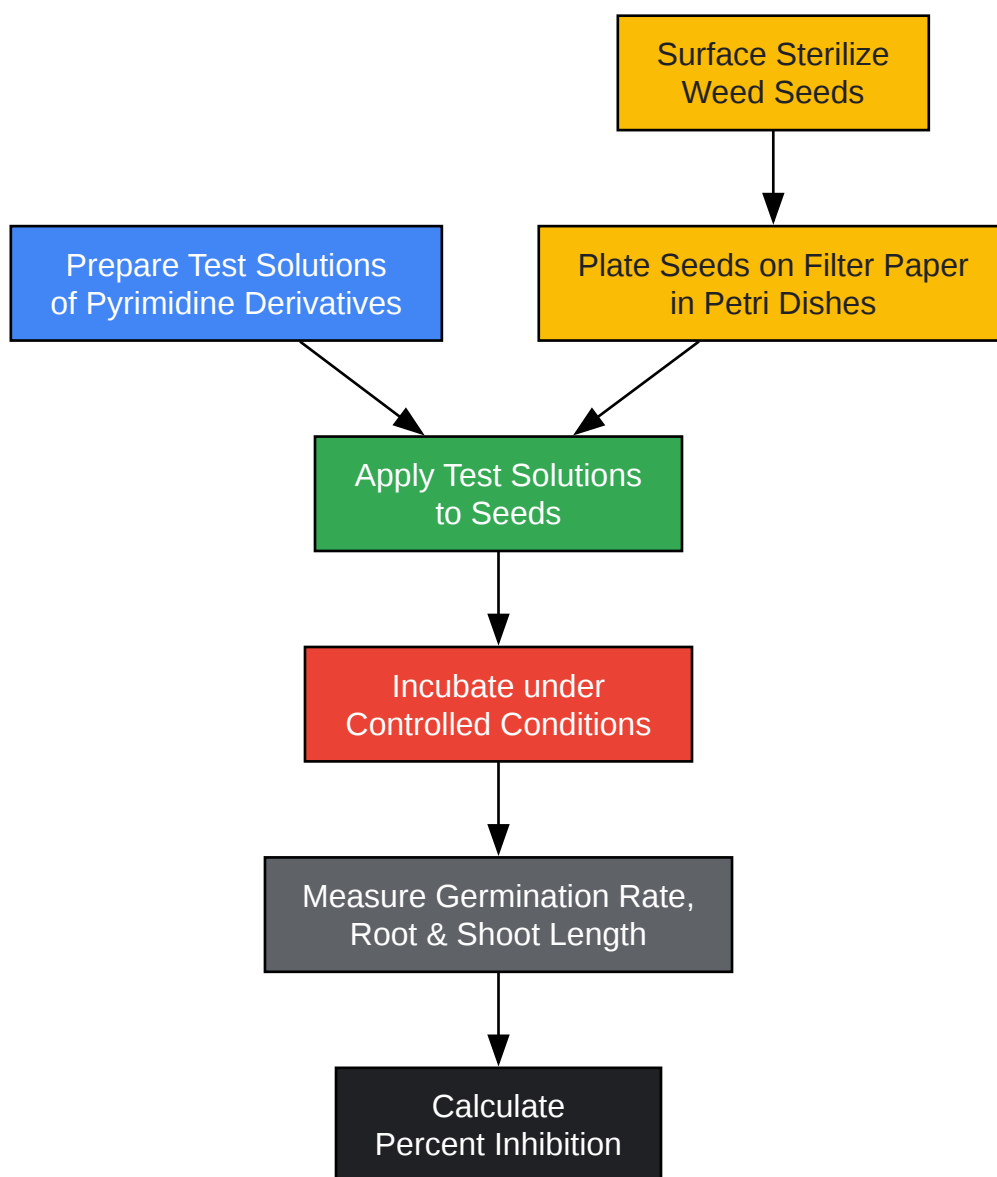 Surface Sterilize
Weed Seeds
Prepare Test Solutions
of Pyrimidine Derivatives
Plate Seeds on Filter Paper
in Petri Dishes
Apply Test Solutions
to Seeds
Incubate under
Controlled Conditions
Measure Germination Rate,
Root & Shoot Length
Calculate
Percent Inhibition